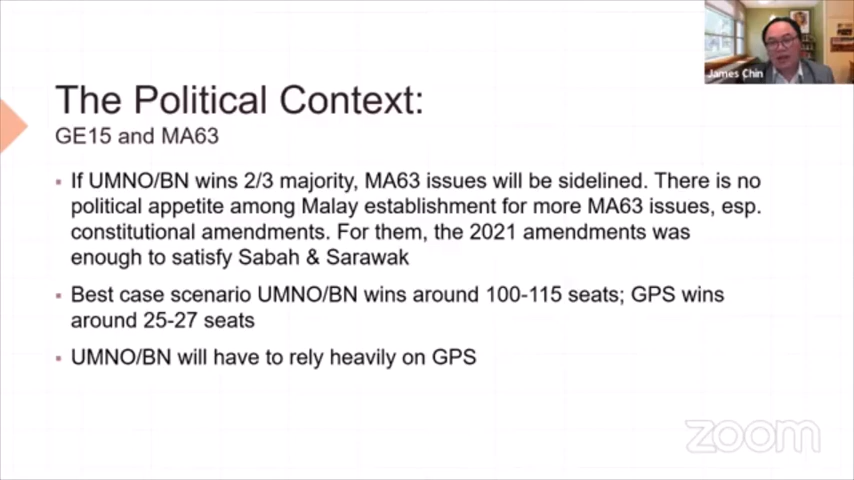 James Chin
The Political Context:
GE15 and MA63
▪ If UMNO/BN wins 2/3 majority, MA63 issues will be sidelined. There is no
political appetite among Malay establishment for more MA63 issues, esp.
constitutional amendments. For them, the 2021 amendments was
enough to satisfy Sabah & Sarawak
▪ Best case scenario UMNO/BN wins around 100-115 seats; GPS wins
around 25-27 seats
▪ UMNO/BN will have to rely heavily on GPS
zoom